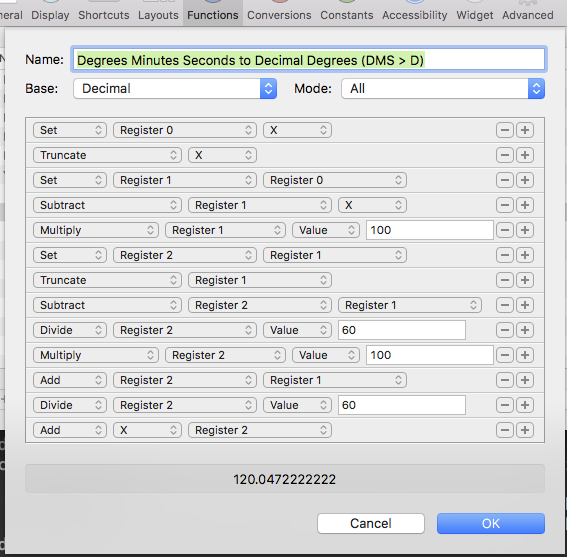 neral Display Shortcuts Layouts Functions Conversions Constants Accessibility Widget Advanced
Name: Degrees Minutes Seconds to Decimal Degrees (DMS > D)
Base: Decimal Mode: All
Set Register 0 X
Truncate X
Set Register 1 Register 0
Subtract Register 1 X
Multiply Register 1 Value 100
Set Register 2 Register 1
Truncate Register 1
Subtract Register 2 Register 1
Divide Register 2 Value 60
Multiply Register 2 Value 100
Add Register 2 Register 1
Divide Register 2 Value 60
Add X Register 2
120.0472222222
Cancel OK